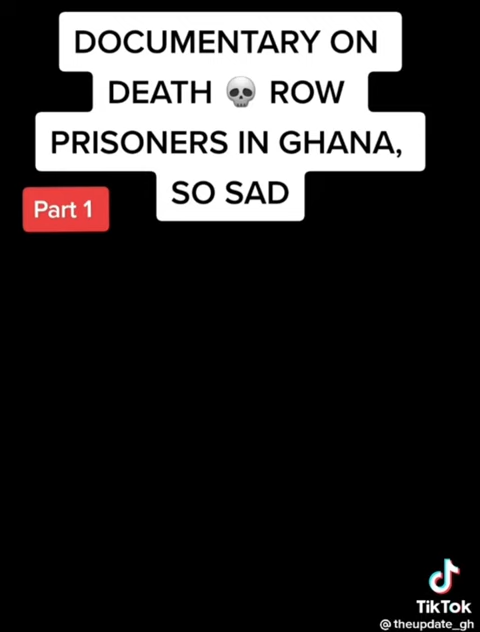 DOCUMENTARY ON
DEATH 💀 ROW
PRISONERS IN GHANA,
SO SAD
Part 1
TikTok
@theupdate_gh